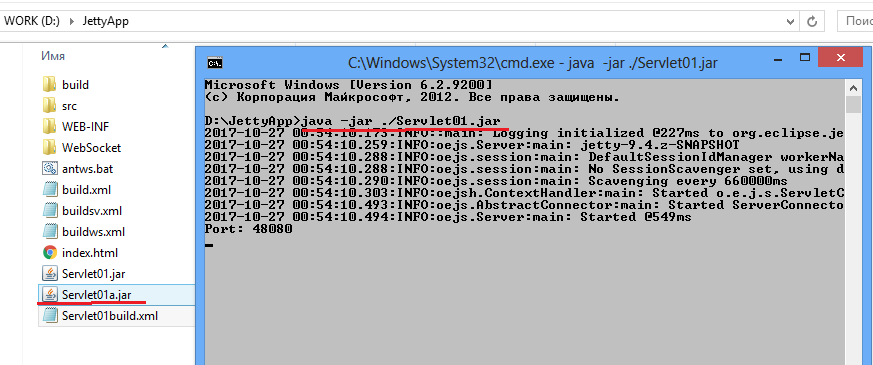 WORK (D:) ▸ JettyApp
Поис
Имя
build
src
WEB-INF
WebSocket
antws.bat
build.xml
buildsv.xml
buildws.xml
index.html
Servlet01.jar
Servlet01a.jar
Servlet01build.xml
C:\Windows\System32\cmd.exe - java -jar ./Servlet01.jar
Microsoft Windows [Version 6.2.9200]
(c) Корпорация Майкрософт, 2012. Все права защищены.
D:\JettyApp>java -jar ./Servlet01.jar
2017-10-27 00:54:10.173:INFO::main: Logging initialized @227ms to org.eclipse.je
2017-10-27 00:54:10.259:INFO:oejs.Server:main: jetty-9.4.z-SNAPSHOT
2017-10-27 00:54:10.288:INFO:oejs.session:main: DefaultSessionIdManager workerNa
2017-10-27 00:54:10.288:INFO:oejs.session:main: No SessionScavenger set, using d
2017-10-27 00:54:10.290:INFO:oejs.session:main: Scavenging every 660000ms
2017-10-27 00:54:10.303:INFO:oejsh.ContextHandler:main: Started o.e.j.s.ServletC
2017-10-27 00:54:10.493:INFO:oejs.AbstractConnector:main: Started ServerConnecto
2017-10-27 00:54:10.494:INFO:oejs.Server:main: Started @549ms
Port: 48080